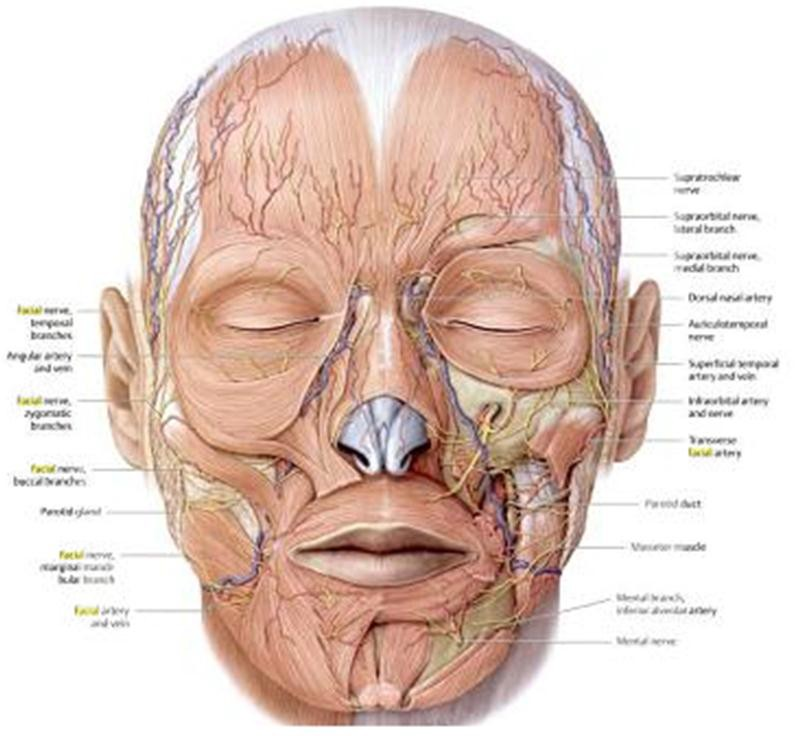 Facial nerve,
temporal
branches
Angular artery
and vein
Facial nerve,
zygomatic
branches
Facial nerve,
buccal branches
Parotid gland
Facial nerve,
marginal mandi-
bular branch
Facial artery
and vein
Supratrochlear
nerve
Supraorbital nerve,
lateral branch
Supraorbital nerve,
medial branch
Dorsal nasal artery
Auriculotemporal
nerve
Superficial temporal
artery and vein
Infraorbital artery
and nerve
Transverse
facial artery
Parotid duct
Masseter muscle
Mental branch,
inferior alveolar artery
Mental nerve